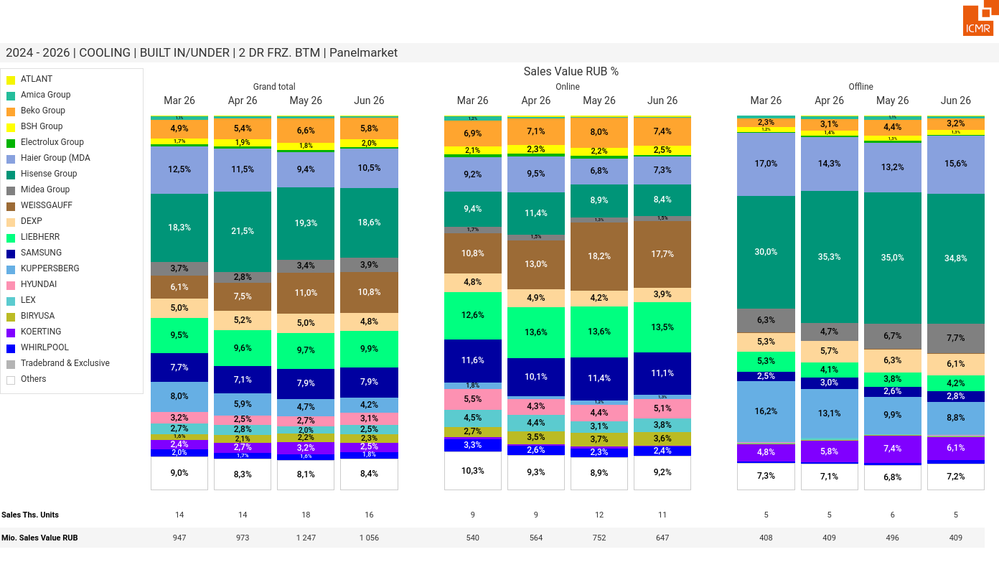 ICMR
2024 - 2026 | COOLING | BUILT IN/UNDER | 2 DR FRZ. BTM | Panelmarket
ATLANT
Amica Group
Beko Group
BSH Group
Electrolux Group
Haier Group (MDA
Hisense Group
Midea Group
WEISSGAUFF
DEXP
LIEBHERR
SAMSUNG
KUPPERSBERG
HYUNDAI
LEX
BIRYUSA
KOERTING
WHIRLPOOL
Tradebrand & Exclusive
Others
Sales Value RUB %
Grand total
Mar 26 Apr 26 May 26 Jun 26
1,1%
4,9% 5,4% 6,6% 5,8%
1,7% 1,9% 1,8% 2,0%
12,5% 11,5% 9,4% 10,5%
18,3% 21,5% 19,3% 18,6%
3,7% 2,8% 3,4% 3,9%
6,1% 7,5% 11,0% 10,8%
5,0% 5,2% 5,0% 4,8%
9,5% 9,6% 9,7% 9,9%
7,7% 7,1% 7,9% 7,9%
8,0% 5,9% 4,7% 4,2%
3,2% 2,5% 2,7% 3,1%
2,7% 2,8% 2,0% 2,5%
1,6% 2,1% 2,2% 2,3%
2,4% 2,7% 3,2% 2,5%
2,0% 1,7% 1,6% 1,8%
9,0% 8,3% 8,1% 8,4%
Online
Mar 26 Apr 26 May 26 Jun 26
1,2%
6,9% 7,1% 8,0% 7,4%
2,1% 2,3% 2,2% 2,5%
9,2% 9,5% 6,8% 7,3%
9,4% 11,4% 8,9% 8,4%
1,7% 1,5% 1,3% 1,5%
10,8% 13,0% 18,2% 17,7%
4,8% 4,9% 4,2% 3,9%
12,6% 13,6% 13,6% 13,5%
11,6% 10,1% 11,4% 11,1%
1,8% 1,2% 1,3%
5,5% 4,3% 4,4% 5,1%
4,5% 4,4% 3,1% 3,8%
2,7% 3,5% 3,7% 3,6%
3,3% 2,6% 2,3% 2,4%
10,3% 9,3% 8,9% 9,2%
Offline
Mar 26 Apr 26 May 26 Jun 26
1,1%
2,3% 3,1% 4,4% 3,2%
1,2% 1,4% 1,3% 1,3%
17,0% 14,3% 13,2% 15,6%
30,0% 35,3% 35,0% 34,8%
6,3% 4,7% 6,7% 7,7%
5,3% 5,7% 6,3% 6,1%
5,3% 4,1% 3,8% 4,2%
2,5% 3,0% 2,6% 2,8%
16,2% 13,1% 9,9% 8,8%
4,8% 5,8% 7,4% 6,1%
7,3% 7,1% 6,8% 7,2%
Sales Ths. Units 14 14 18 16 9 9 12 11 5 5 6 5
Mio. Sales Value RUB 947 973 1 247 1 056 540 564 752 647 408 409 496 409